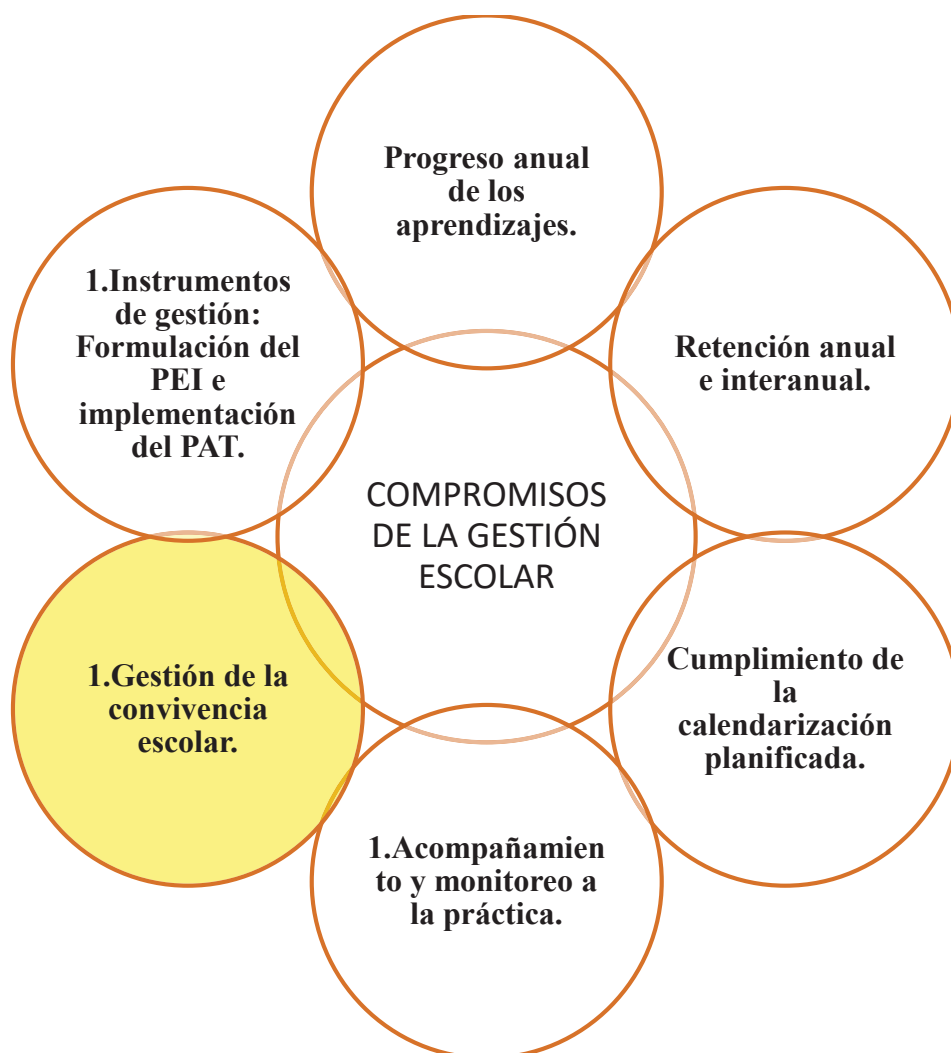 Progreso anual
de los
aprendizajes.
Retención anual
e interanual.
Cumplimiento de
la
calendarización
planificada.
1.Acompañamien
to y monitoreo a
la práctica.
1.Gestión de la
convivencia
escolar.
1.Instrumentos
de gestión:
Formulación del
PEI e
implementación
del PAT.
COMPROMISOS
DE LA GESTIÓN
ESCOLAR